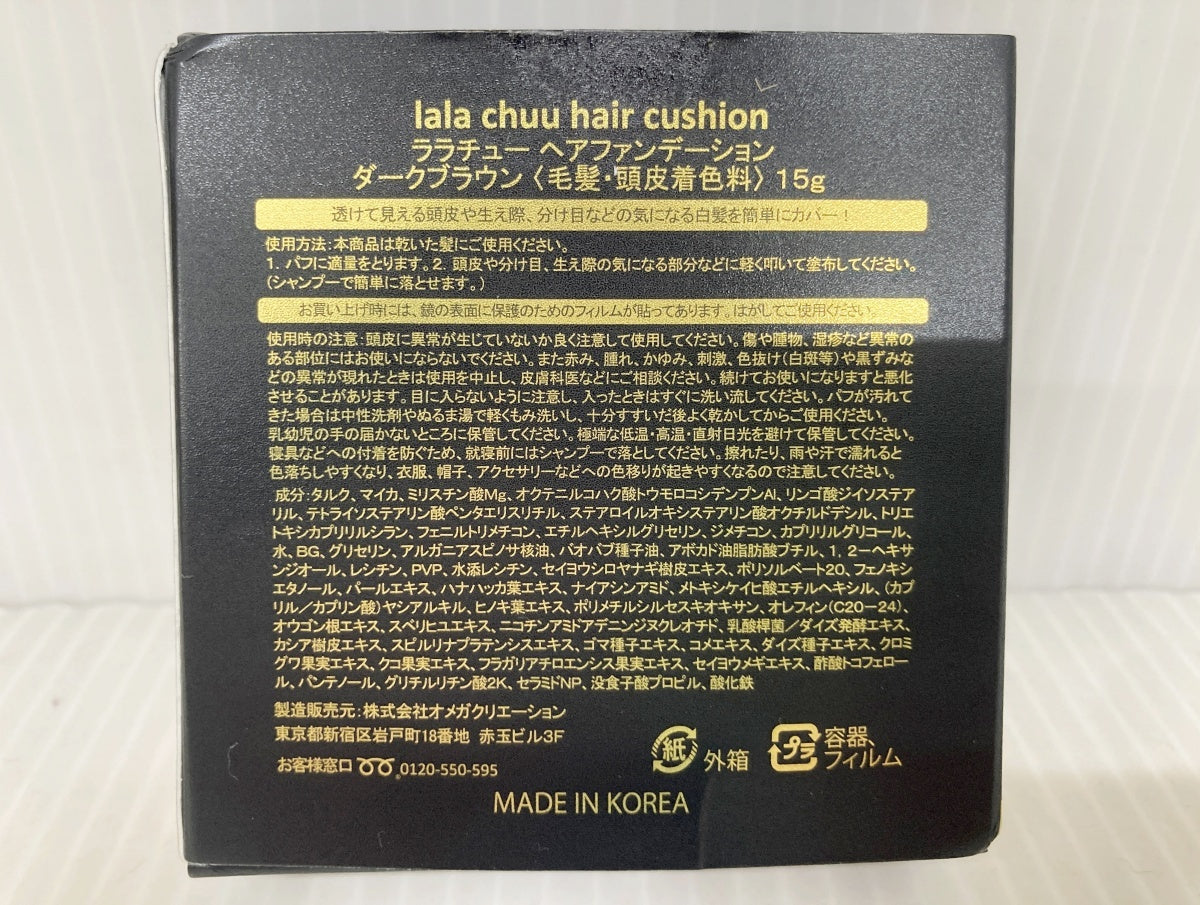 lala chuu hair cushion
ララチュー ヘアファンデーション
ダークブラウン〈毛髪・頭皮着色料〉15g
透けて見える頭皮や生え際、分け目などの気になる白髪を簡単にカバー！
使用方法：本商品は乾いた髪にご使用ください。
1. パフに適量をとります。2. 頭皮や分け目、生え際の気になる部分などに軽く叩いて塗布してください。
（シャンプーで簡単に落とせます。）
お買い上げ時には、鏡の表面に保護のためのフィルムが貼ってあります。はがしてご使用ください。
使用時の注意：頭皮に異常が生じていないか良く注意して使用してください。傷や腫物、湿疹など異常の
ある部位にはお使いにならないでください。また赤み、腫れ、かゆみ、刺激、色抜け（白斑等）や黒ずみな
どの異常が現れたときは使用を中止し、皮膚科医などにご相談ください。続けてお使いになりますと悪化
させることがあります。目に入らないように注意し、入ったときはすぐに洗い流してください。パフが汚れて
きた場合は中性洗剤やぬるま湯で軽くもみ洗いし、十分すすいだ後よく乾かしてからご使用ください。
乳幼児の手の届かないところに保管してください。極端な低温・高温・直射日光を避けて保管してください。
寝具などへの付着を防ぐため、就寝前にはシャンプーで落としてください。擦れたり、雨や汗で濡れると
色落ちしやすくなり、衣服、帽子、アクセサリーなどへの色移りが起きやすくなるので注意してください。
成分：タルク、マイカ、ミリスチン酸Mg、オクテニルコハク酸トウモロコシデンプンAl、リンゴ酸ジイソステア
リル、テトライソステアリン酸ペンタエリスリチル、ステアロイルオキシステアリン酸オクチルドデシル、トリエ
トキシカプリリルシラン、フェニルトリメチコン、エチルヘキシルグリセリン、ジメチコン、カプリリルグリコール、
水、BG、グリセリン、アルガニアスピノサ核油、バオバブ種子油、アボカド油脂肪酸ブチル、1，2－ヘキサ
ンジオール、レシチン、PVP、水添レシチン、セイヨウシロヤナギ樹皮エキス、ポリソルベート20、フェノキシ
エタノール、パールエキス、ハナハッカ葉エキス、ナイアシンアミド、メトキシケイヒ酸エチルヘキシル、（カプ
リル／カプリン酸）ヤシアルキル、ヒノキ葉エキス、ポリメチルシルセスキオキサン、オレフィン（C20－24）、
オウゴン根エキス、スベリヒユエキス、ニコチンアミドアデニンジヌクレオチド、乳酸桿菌／ダイズ発酵エキス、
カシア樹皮エキス、スピルリナプラテンシスエキス、ゴマ種子エキス、コメエキス、ダイズ種子エキス、クロミ
グワ果実エキス、クコ果実エキス、フラガリアチロエンシス果実エキス、セイヨウメギエキス、酢酸トコフェロー
ル、パンテノール、グリチルリチン酸2K、セラミドNP、没食子酸プロピル、酸化鉄
製造販売元：株式会社オメガクリエーション
東京都新宿区岩戸町18番地 赤玉ビル3F
お客様窓口 0120-550-595
紙 外箱
プラ 容器、
フィルム
MADE IN KOREA